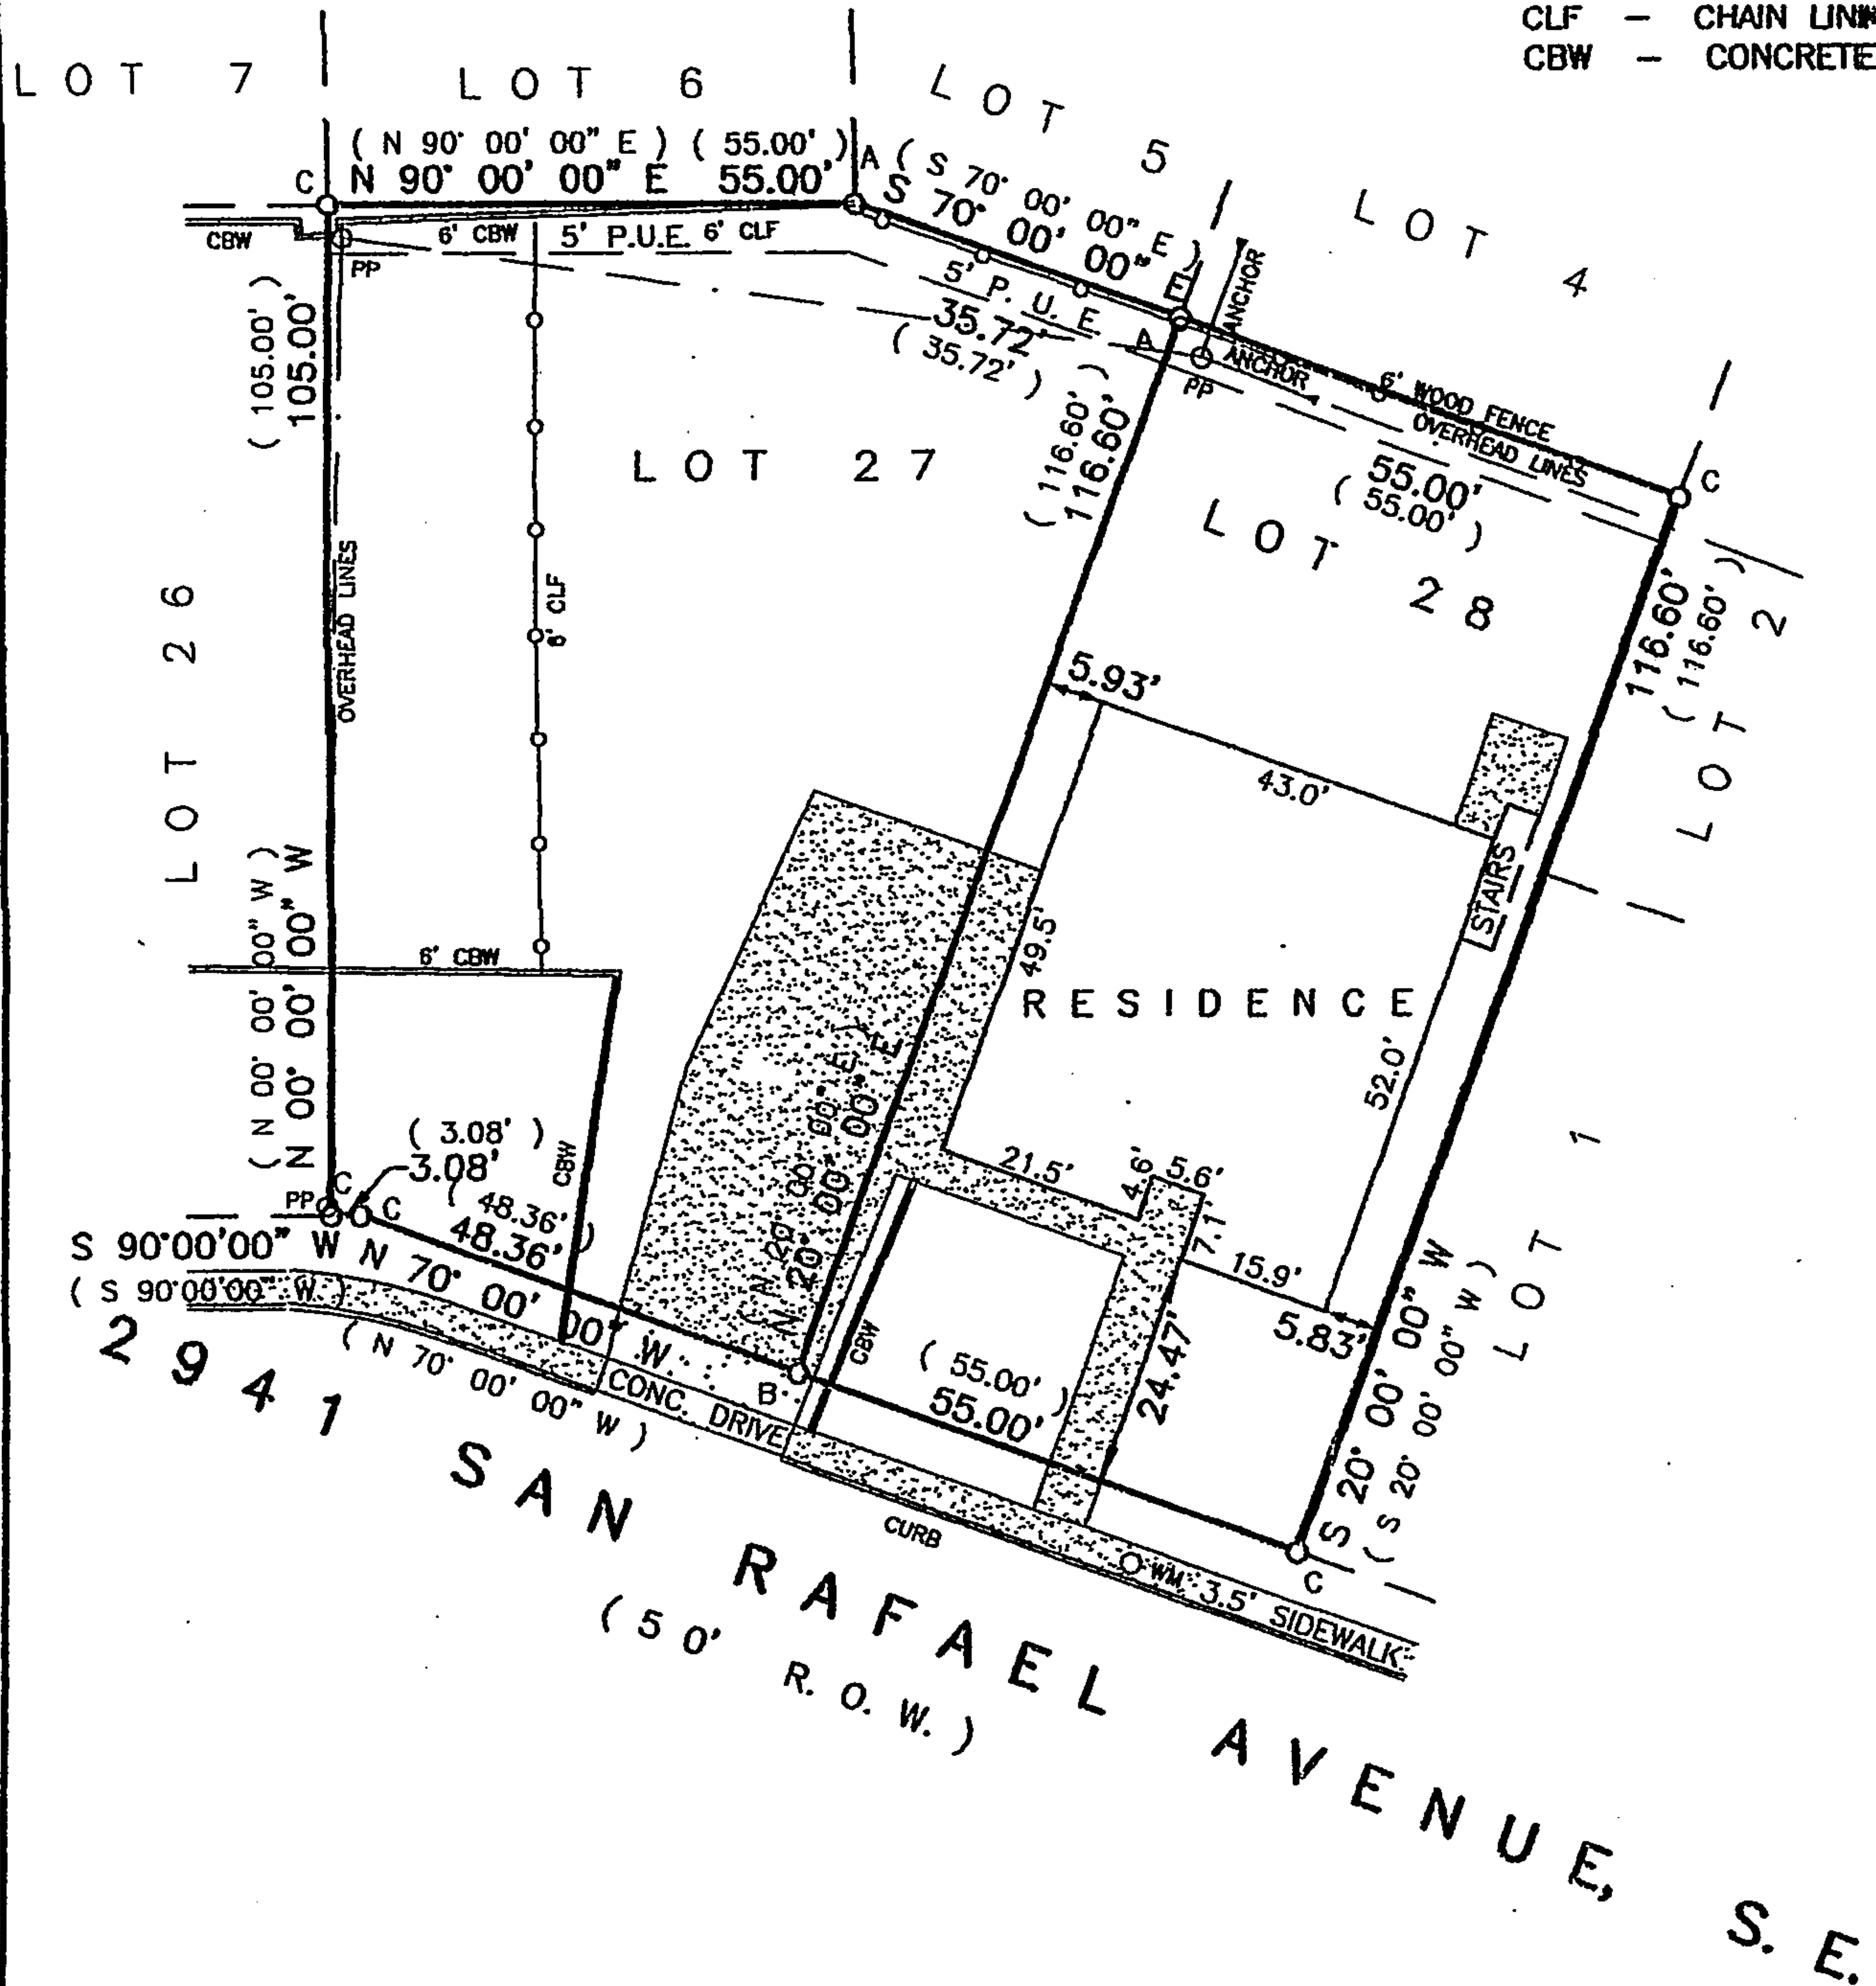 CLF – CHAIN LIN
CBW – CONCRETE
LOT 7
LOT 6
LOT 5
LOT 4
( N 90° 00' 00" E ) ( 55.00' )
N 90° 00' 00" E 55.00'
C
A
( S 70° 00' 00" E )
S 70° 00' 00" E
CBW
6' CBW
5' P.U.E.
6' CLF
PP
5' P. U. E.
35.72'
( 35.72' )
A
ANCHOR
ANCHOR
PP
6' WOOD FENCE
OVERHEAD LINES
55.00'
( 55.00' )
C
( 105.00' )
105.00'
LOT 27
( 116.60' )
116.60'
LOT 28
116.60'
( 116.60' )
LOT 2
LOT 26
OVERHEAD LINES
6' CLF
5.93'
43.0'
STAIRS
49.5'
6' CBW
RESIDENCE
52.0'
( N 00° 00' 00" W )
N 00° 00' 00" W
( N 20° 00' 00" E )
N 20° 00' 00" E
( 3.08' )
3.08'
CBW
21.5'
4.6'
5.6'
7.1'
15.9'
5.83'
LOT 1
PP
C
C
( 48.36' )
48.36'
S 90°00'00" W
( S 90°00'00" W )
N 70° 00' 00" W
( N 70° 00' 00" W )
CONC. DRIVE
B
CBW
( 55.00' )
55.00'
24.47'
S 20° 00' 00" W
( S 20° 00' 00" W )
C
CURB
WM
3.5' SIDEWALK
2941 SAN RAFAEL AVENUE, S.E.
( 50' R.O.W. )